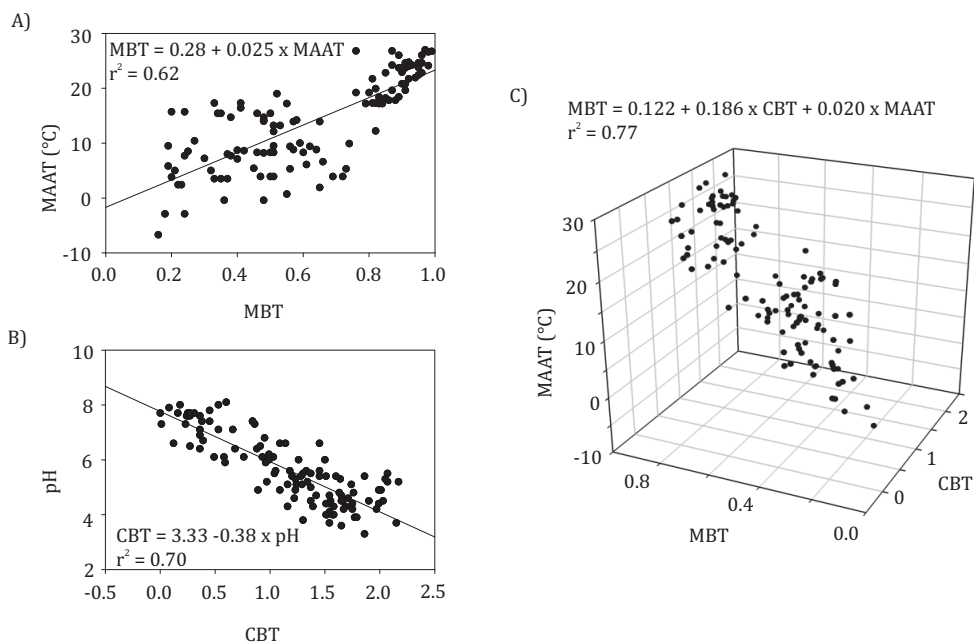 A)
MBT = 0.28 + 0.025 x MAAT
r² = 0.62
30
20
10
0
-10
MAAT (°C)
0.0 0.2 0.4 0.6 0.8 1.0
MBT
B)
10
8
6
4
2
pH
CBT = 3.33 -0.38 x pH
r² = 0.70
-0.5 0.0 0.5 1.0 1.5 2.0 2.5
CBT
C)
MBT = 0.122 + 0.186 x CBT + 0.020 x MAAT
r² = 0.77
30
20
10
0
-10
MAAT (°C)
0.8 0.4 0.0
MBT
2
1
0
CBT